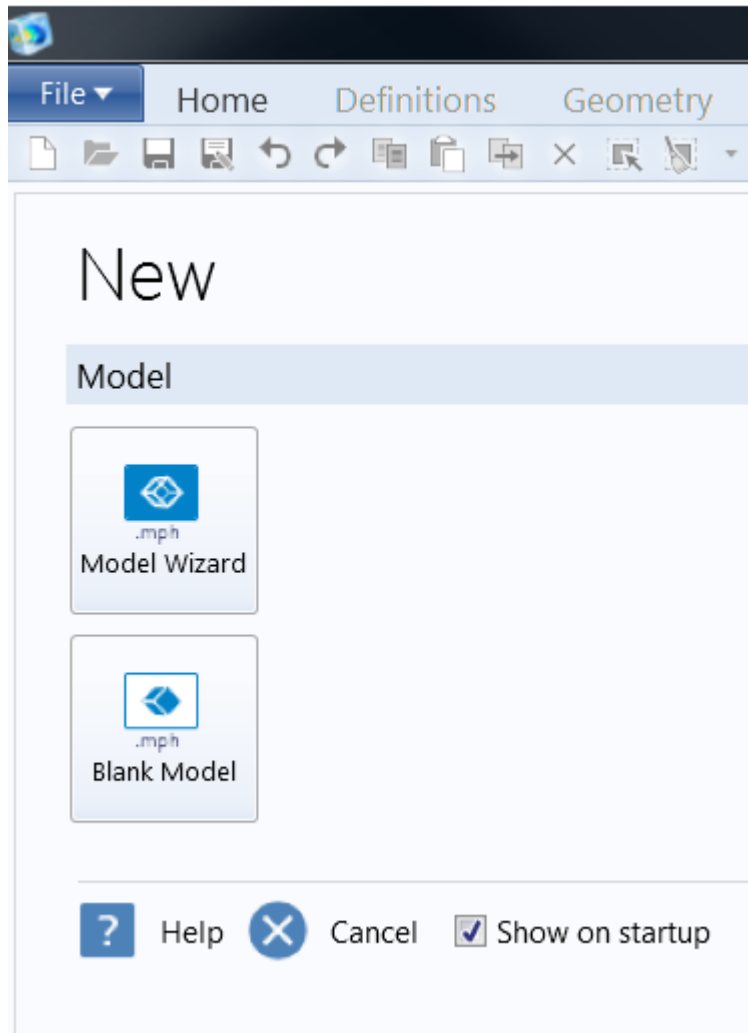 File
Home
Definitions
Geometry
New
Model
.mph
Model Wizard
.mph
Blank Model
? Help
Cancel
Show on startup